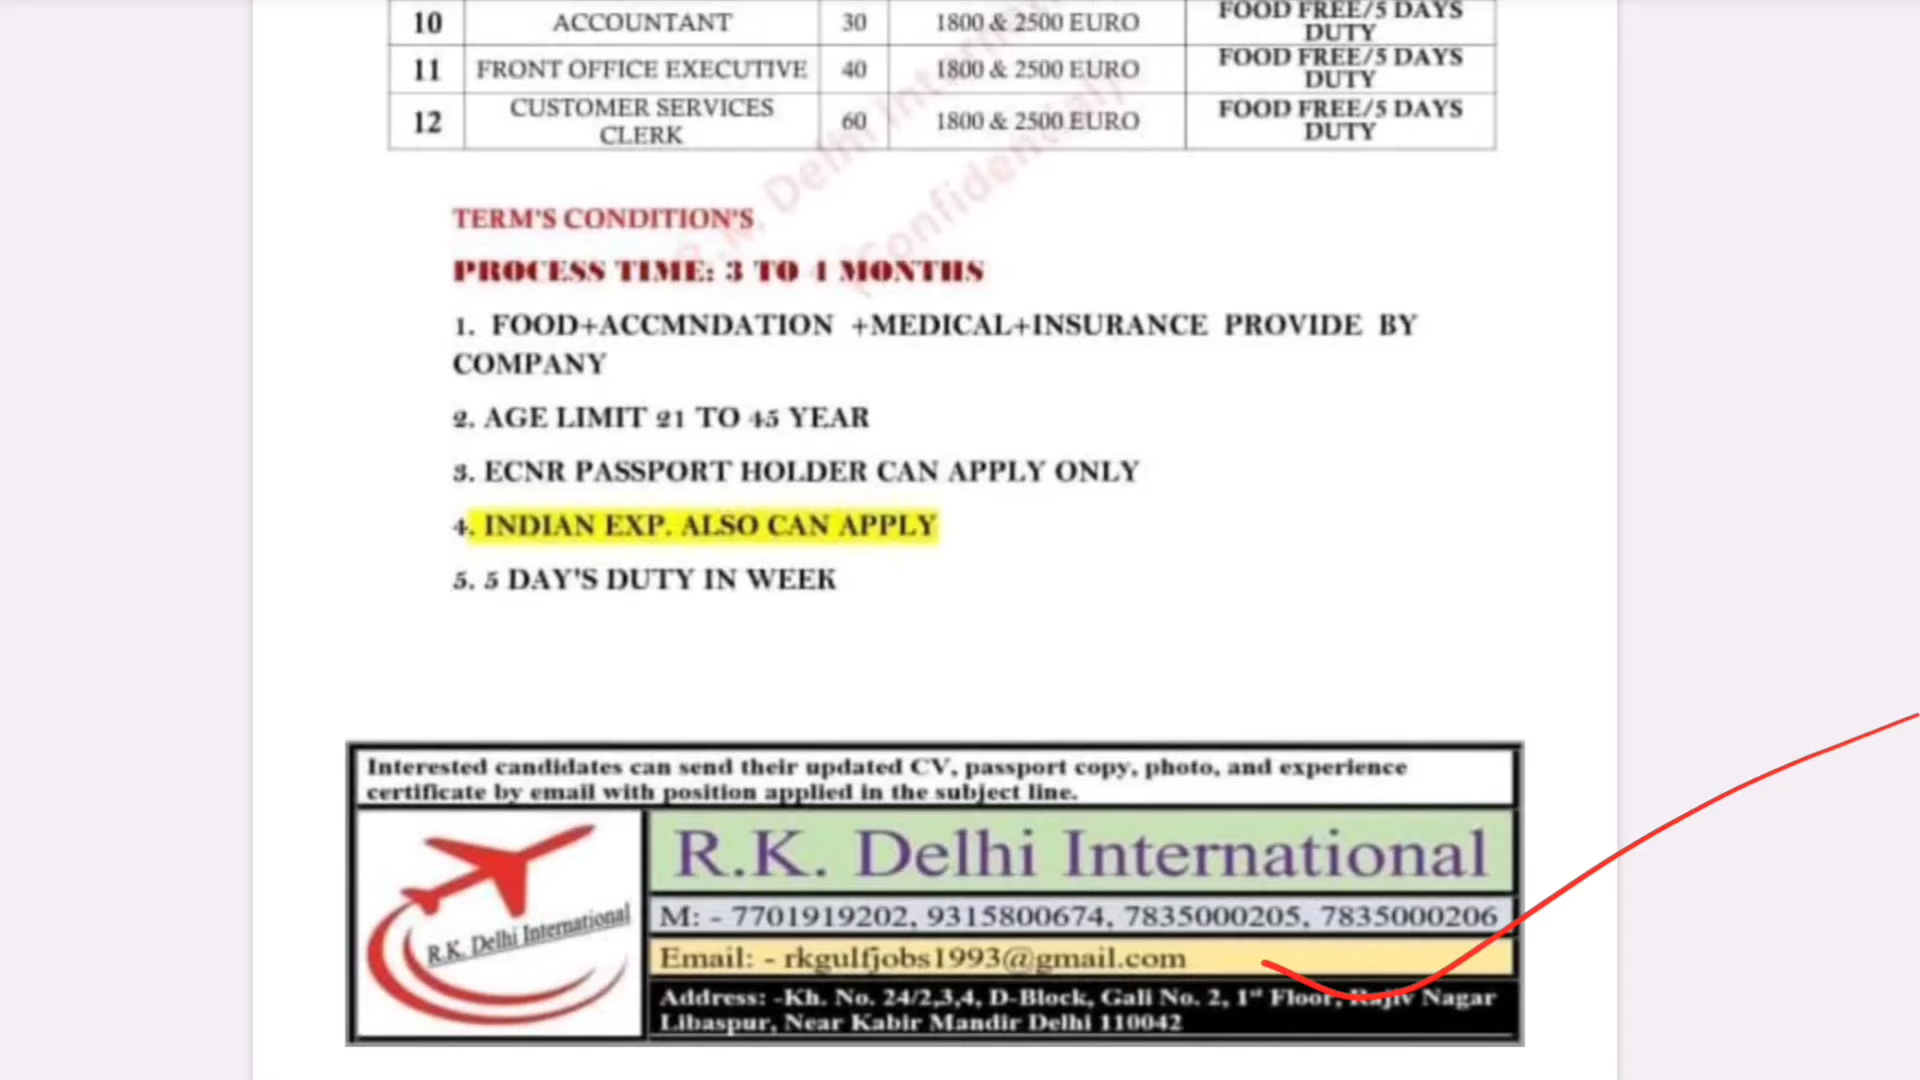 10 ACCOUNTANT 30 1800 & 2500 EURO FOOD FREE/5 DAYS DUTY
11 FRONT OFFICE EXECUTIVE 40 1800 & 2500 EURO FOOD FREE/5 DAYS DUTY
12 CUSTOMER SERVICES CLERK 60 1800 & 2500 EURO FOOD FREE/5 DAYS DUTY
R.K. Delhi International
(Confidential)
TERM'S CONDITION'S
PROCESS TIME: 3 TO 4 MONTHS
1. FOOD+ACCMNDATION +MEDICAL+INSURANCE PROVIDE BY
COMPANY
2. AGE LIMIT 21 TO 45 YEAR
3. ECNR PASSPORT HOLDER CAN APPLY ONLY
4. INDIAN EXP. ALSO CAN APPLY
5. 5 DAY'S DUTY IN WEEK
Interested candidates can send their updated CV, passport copy, photo, and experience
certificate by email with position applied in the subject line.
R.K. Delhi International
R.K. Delhi International
M: - 7701919202, 9315800674, 7835000205, 7835000206
Email: - rkgulfjobs1993@gmail.com
Address: -Kh. No. 24/2,3,4, D-Block, Gali No. 2, 1st Floor, Rajiv Nagar
Libaspur, Near Kabir Mandir Delhi 110042